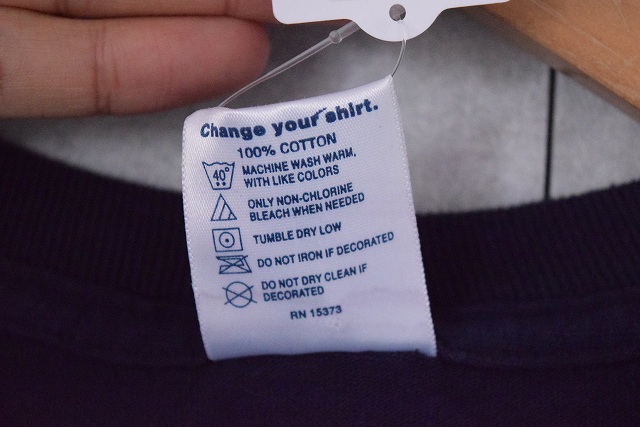 Change your shirt.
100% COTTON
40°
MACHINE WASH WARM,
WITH LIKE COLORS
ONLY NON-CHLORINE
BLEACH WHEN NEEDED
TUMBLE DRY LOW
DO NOT IRON IF DECORATED
DO NOT DRY CLEAN IF
DECORATED
RN 15373